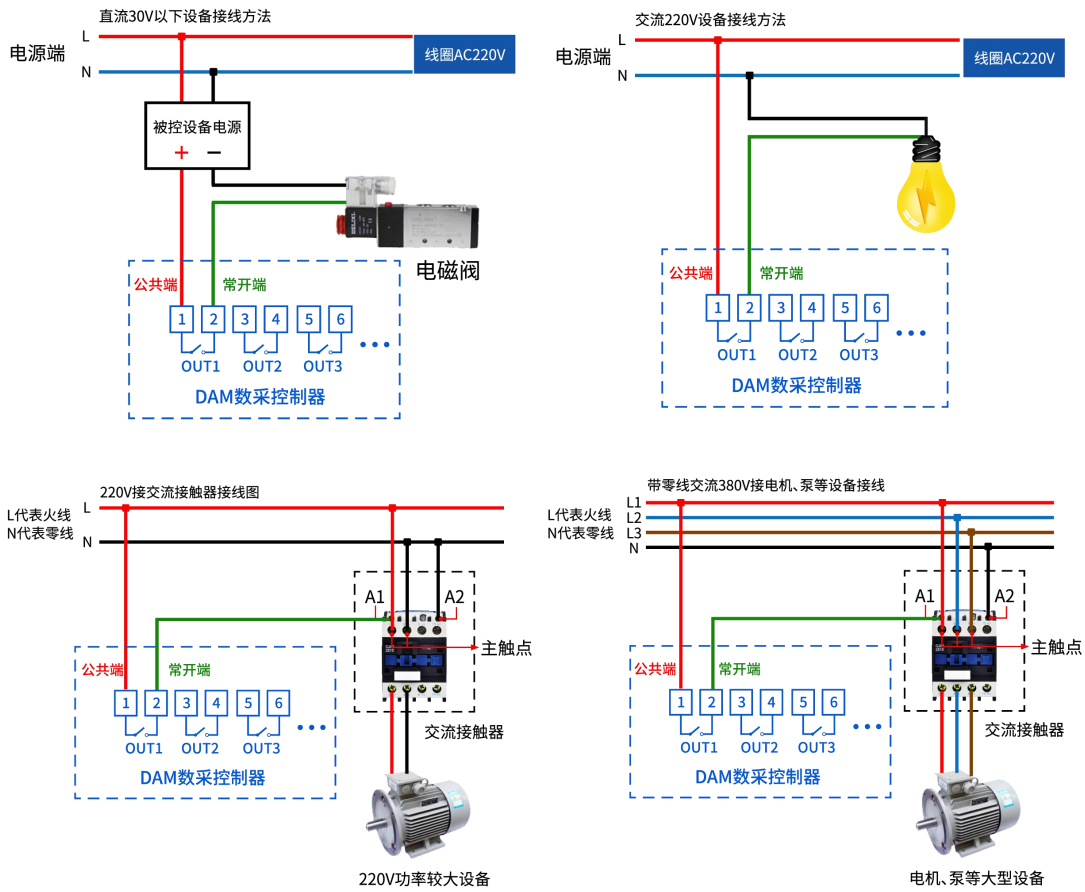 直流30V以下设备接线方法
L
电源端
N
线圈AC220V
被控设备电源
+ −
电磁阀
公共端
常开端
1 2 3 4 5 6
OUT1 OUT2 OUT3
DAM数采控制器
交流220V设备接线方法
L
电源端
N
线圈AC220V
公共端
常开端
1 2 3 4 5 6
OUT1 OUT2 OUT3
DAM数采控制器
220V接交流接触器接线图
L
L代表火线
N代表零线
N
A1 A2
主触点
交流接触器
公共端
常开端
1 2 3 4 5 6
OUT1 OUT2 OUT3
DAM数采控制器
220V功率较大设备
带零线交流380V接电机、泵等设备接线
L1
L代表火线
L2
N代表零线
L3
N
A1 A2
主触点
交流接触器
公共端
常开端
1 2 3 4 5 6
OUT1 OUT2 OUT3
DAM数采控制器
电机、泵等大型设备